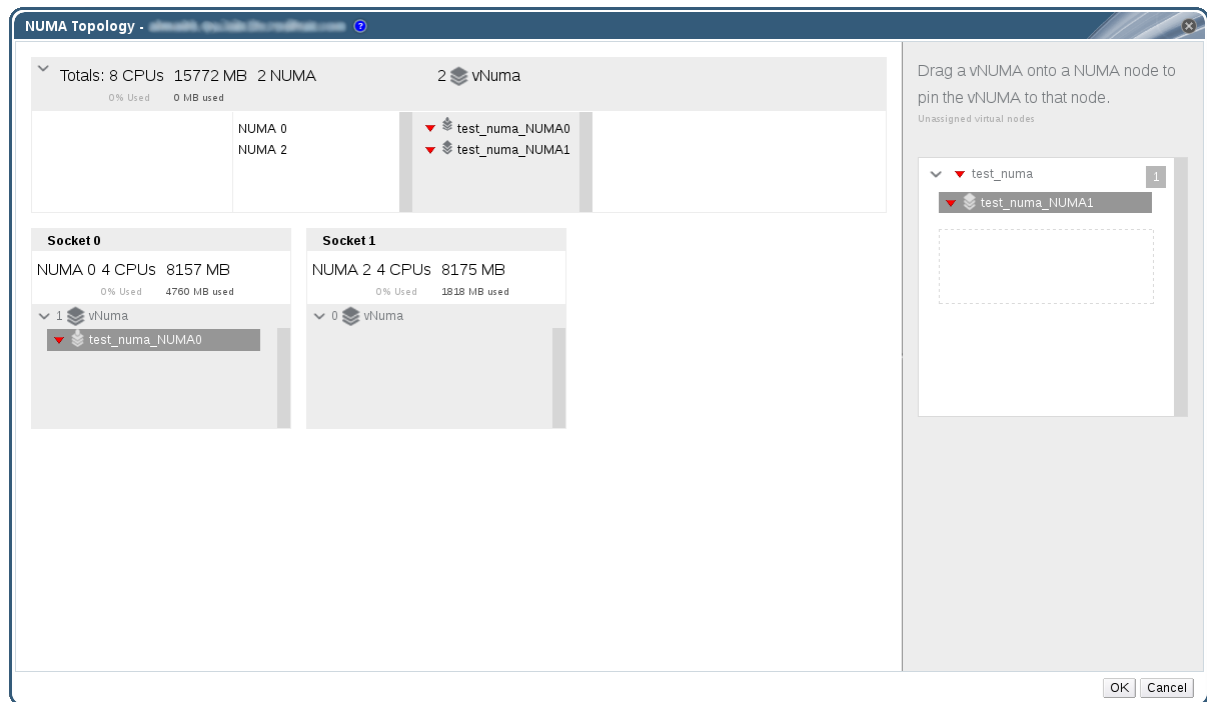 NUMA Topology -
Totals: 8 CPUs 15772 MB 2 NUMA 2 vNuma
0% Used 0 MB used
NUMA 0 test_numa_NUMA0
NUMA 2 test_numa_NUMA1
Socket 0
NUMA 0 4 CPUs 8157 MB
0% Used 4760 MB used
1 vNuma
test_numa_NUMA0
Socket 1
NUMA 2 4 CPUs 8175 MB
0% Used 1818 MB used
0 vNuma
Drag a vNUMA onto a NUMA node to
pin the vNUMA to that node.
Unassigned virtual nodes
test_numa 1
test_numa_NUMA1
OK Cancel